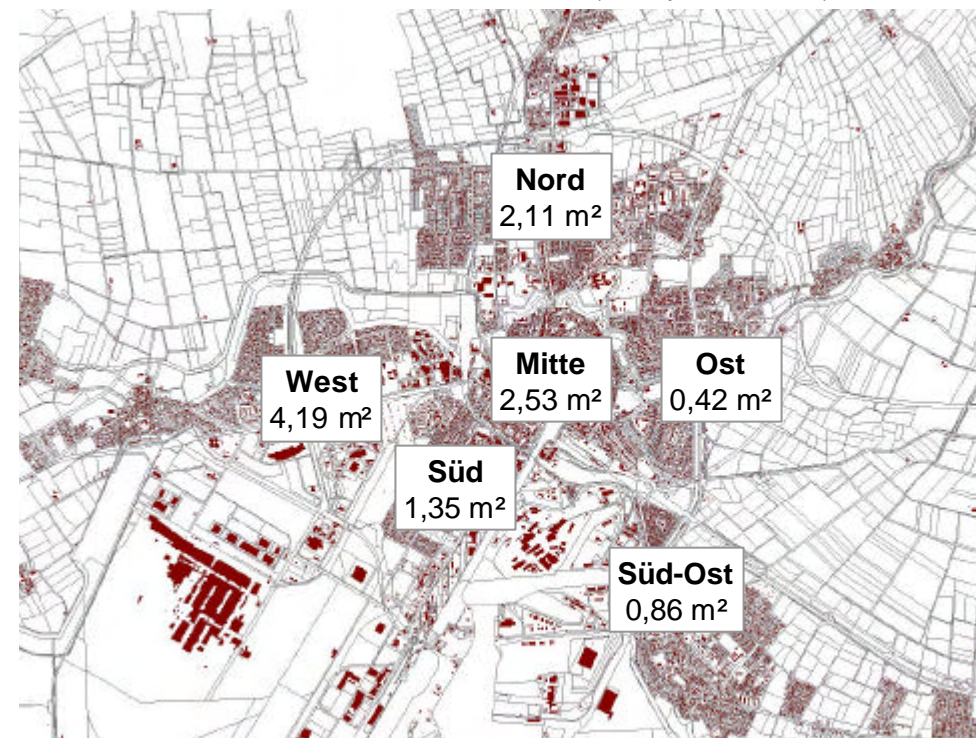 Nord
2,11 m²
Mitte
2,53 m²
Ost
0,42 m²
West
4,19 m²
Süd
1,35 m²
Süd-Ost
0,86 m²